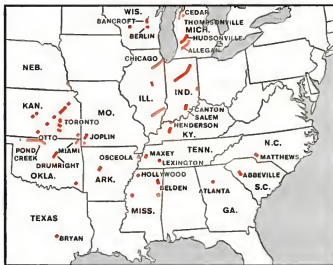 WIS.
BANCROFT
BERLIN
CEDAR
THOMPSONVILLE
MICH.
HUDSONVILLE
ALLEGAN
CHICAGO
NEB.
ILL.
IND.
KAN.
MO.
CANTON
SALEM
TORONTO
HENDERSON
KY.
OTTO
JOPLIN
POND
CREEK
MIAMI
DRUMRIGHT
OKLA.
OSCEOLA
ARK.
MAXEY
TENN.
LEXINGTON
N.C.
MATTHEWS
HOLLYWOOD
BELDEN
ATLANTA
ABBEVILLE
S.C.
MISS.
GA.
TEXAS
BRYAN